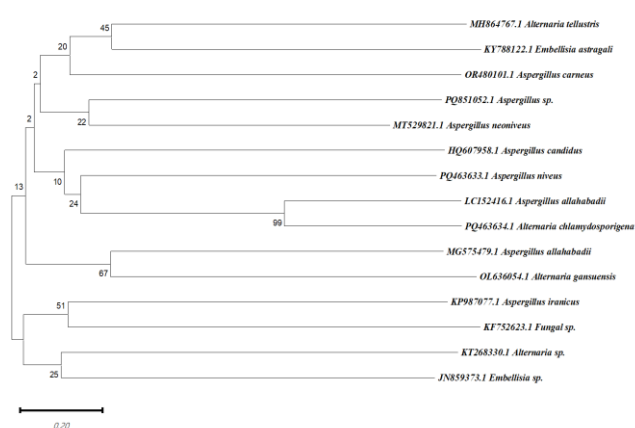 45
MH864767.1 Alternaria tellustris
20
KY788122.1 Embellisia astragali
2
OR480101.1 Aspergillus carneus
PQ851052.1 Aspergillus sp.
2
22
MT529821.1 Aspergillus neoniveus
HQ607958.1 Aspergillus candidus
10
PQ463633.1 Aspergillus niveus
13
24
LC152416.1 Aspergillus allahabadii
99
PQ463634.1 Alternaria chlamydosporigena
MG575479.1 Aspergillus allahabadii
67
OL636054.1 Alternaria gansuensis
51
KP987077.1 Aspergillus iranicus
KF752623.1 Fungal sp.
KT268330.1 Alternaria sp.
25
JN859373.1 Embellisia sp.
0.20